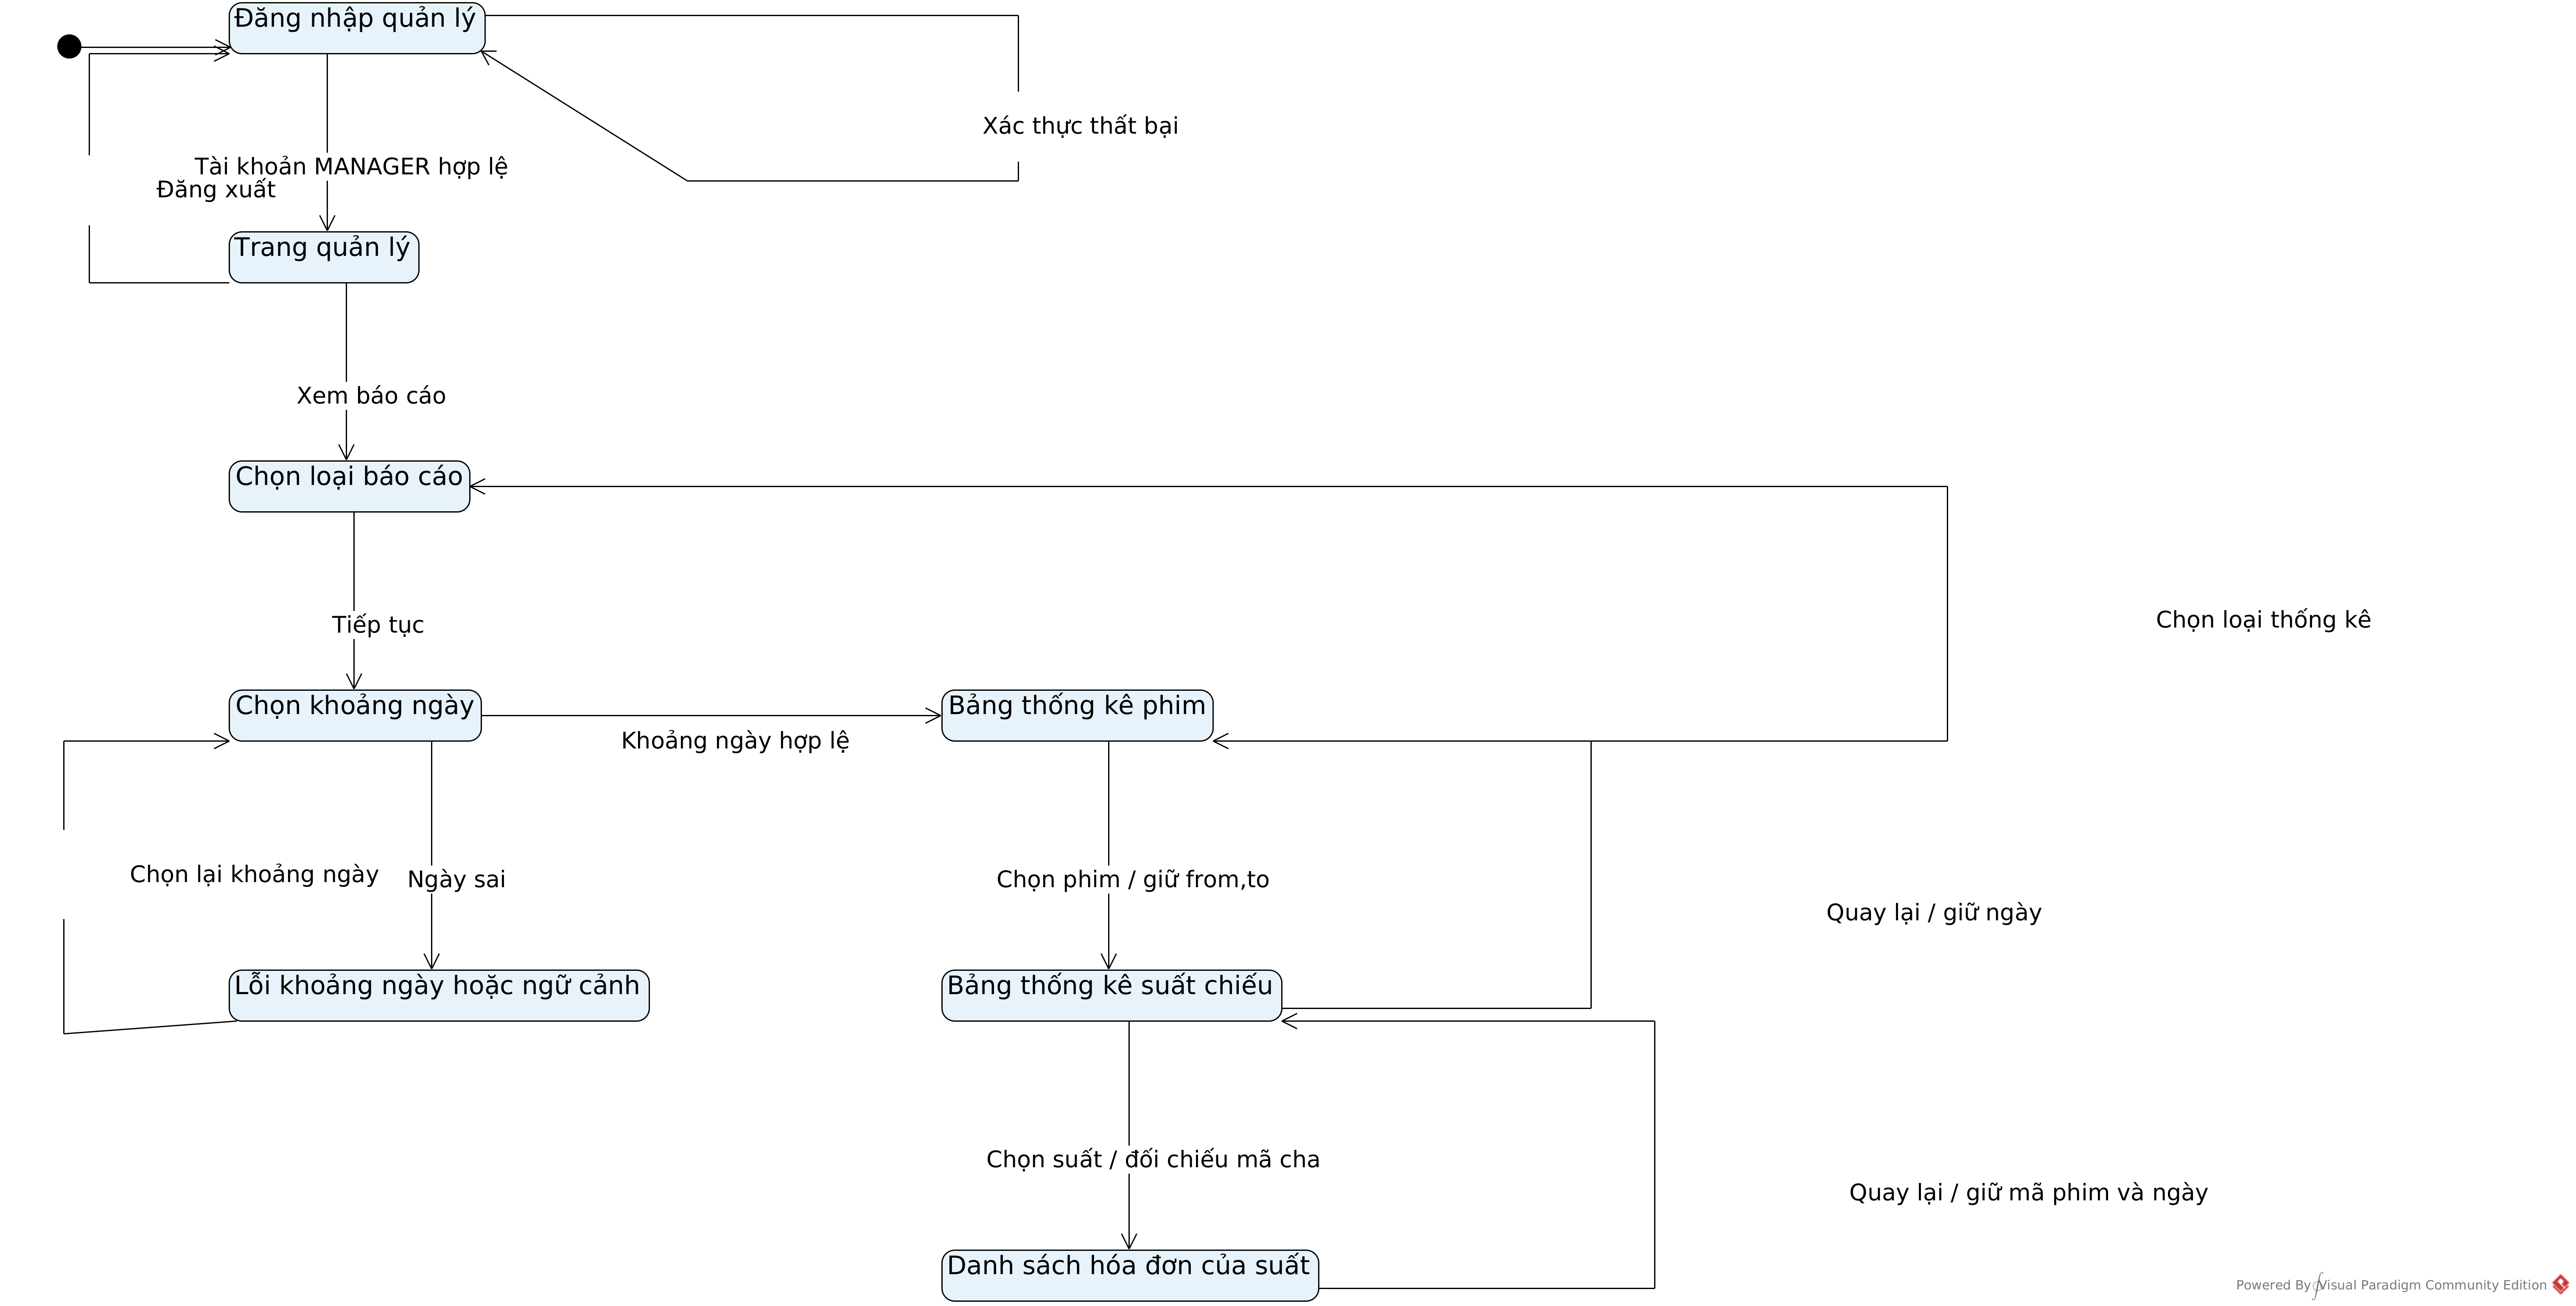 Đăng nhập quản lý
Xác thực thất bại
Tài khoản MANAGER hợp lệ
Đăng xuất
Trang quản lý
Xem báo cáo
Chọn loại báo cáo
Tiếp tục
Chọn loại thống kê
Chọn khoảng ngày
Bảng thống kê phim
Khoảng ngày hợp lệ
Chọn lại khoảng ngày
Ngày sai
Chọn phim / giữ from,to
Quay lại / giữ ngày
Lỗi khoảng ngày hoặc ngữ cảnh
Bảng thống kê suất chiếu
Chọn suất / đối chiếu mã cha
Quay lại / giữ mã phim và ngày
Danh sách hóa đơn của suất
Powered By Visual Paradigm Community Edition